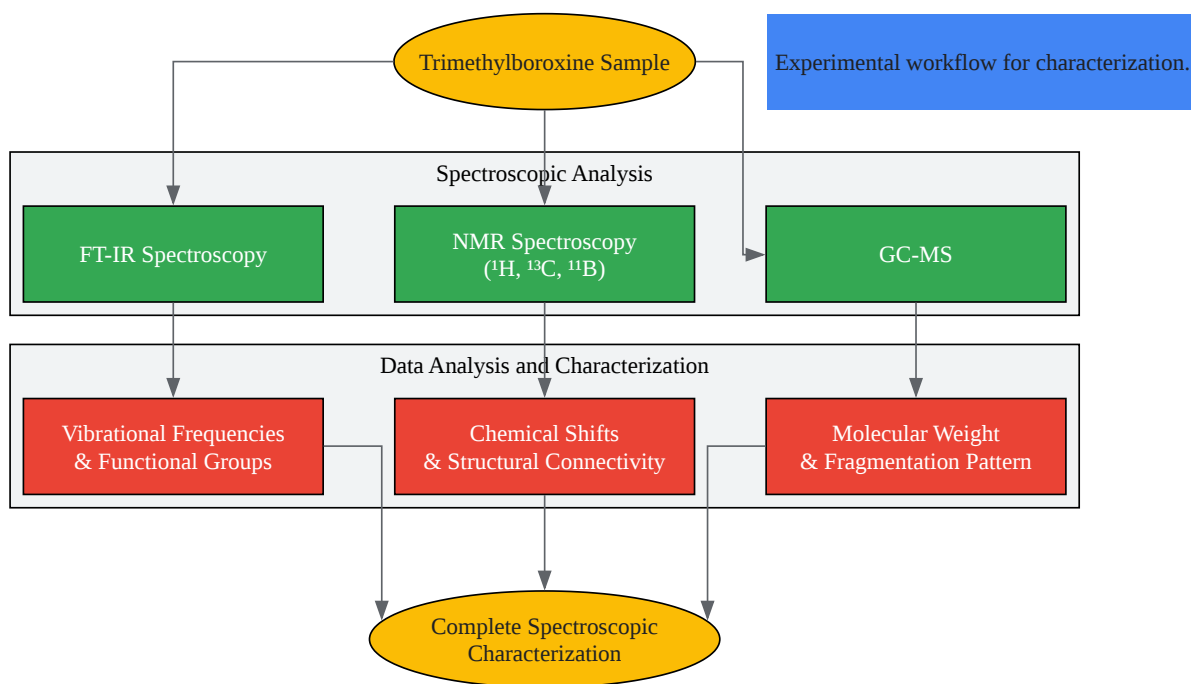 Trimethylboroxine Sample
Experimental workflow for characterization.
Spectroscopic Analysis
FT-IR Spectroscopy
NMR Spectroscopy
(¹H, ¹³C, ¹¹B)
GC-MS
Data Analysis and Characterization
Vibrational Frequencies
& Functional Groups
Chemical Shifts
& Structural Connectivity
Molecular Weight
& Fragmentation Pattern
Complete Spectroscopic
Characterization